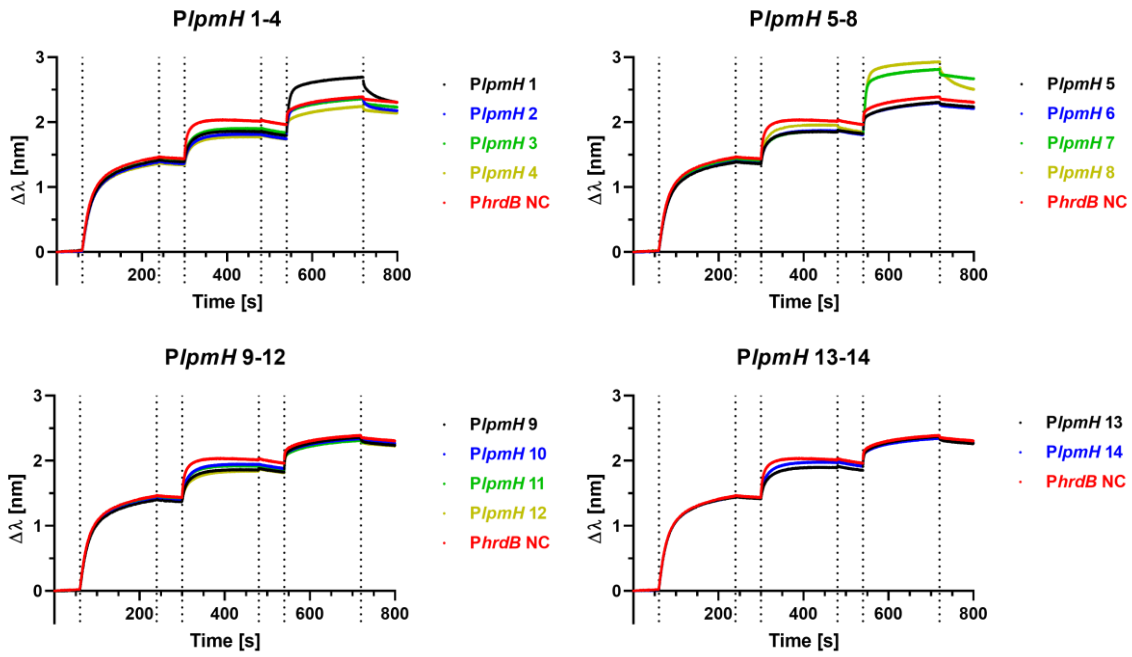 PlpmH 1-4
3
2
1
0
Δλ [nm]
200
400
600
800
Time [s]
PlpmH 1
PlpmH 2
PlpmH 3
PlpmH 4
PhrdB NC
PlpmH 5-8
3
2
1
0
Δλ [nm]
200
400
600
800
Time [s]
PlpmH 5
PlpmH 6
PlpmH 7
PlpmH 8
PhrdB NC
PlpmH 9-12
3
2
1
0
Δλ [nm]
200
400
600
800
Time [s]
PlpmH 9
PlpmH 10
PlpmH 11
PlpmH 12
PhrdB NC
PlpmH 13-14
3
2
1
0
Δλ [nm]
200
400
600
800
Time [s]
PlpmH 13
PlpmH 14
PhrdB NC